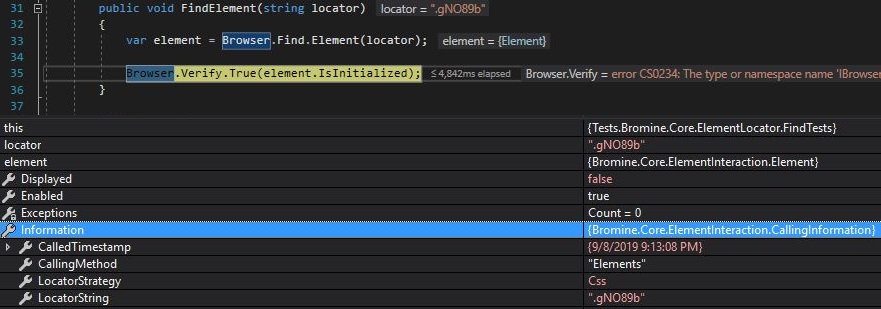 31 public void FindElement(string locator) locator = ".gNO89b"
32 {
33 var element = Browser.Find.Element(locator); element = {Element}
34
35 Browser.Verify.True(element.IsInitialized); ≤ 4,842ms elapsed Browser.Verify = error CS0234: The type or namespace name 'IBrowser
36 }
37
this {Tests.Bromine.Core.ElementLocator.FindTests}
locator ".gNO89b"
element {Bromine.Core.ElementInteraction.Element}
Displayed false
Enabled true
Exceptions Count = 0
Information {Bromine.Core.ElementInteraction.CallingInformation}
CalledTimestamp {9/8/2019 9:13:08 PM}
CallingMethod "Elements"
LocatorStrategy Css
LocatorString ".gNO89b"